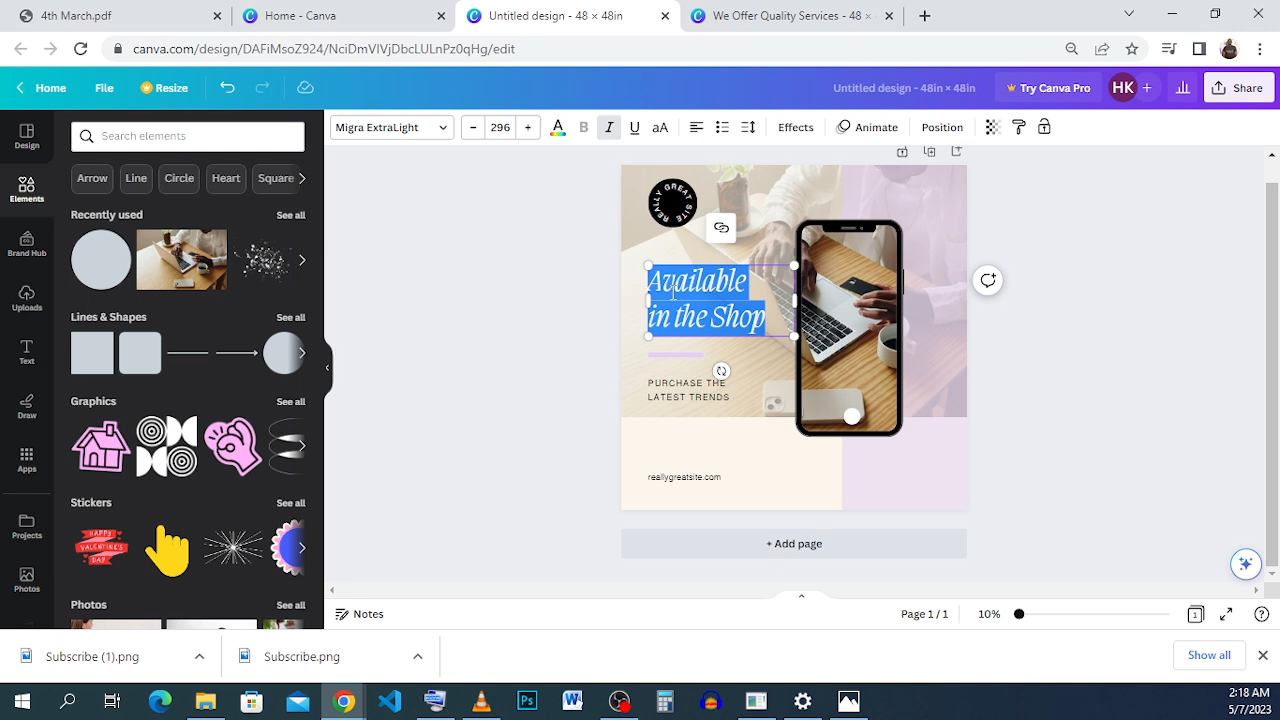 4th March.pdf
Home - Canva
Untitled design - 48 × 48in
We Offer Quality Services - 48 ×
canva.com/design/DAFiMsoZ924/NciDmVIVjDbcLULnPz0qHg/edit
Home
File
Resize
Untitled design - 48in × 48in
Try Canva Pro
HK
Share
Design
Elements
Brand Hub
Uploads
Text
Draw
Apps
Projects
Photos
Search elements
Arrow
Line
Circle
Heart
Square
Recently used
See all
Lines & Shapes
See all
Graphics
See all
Stickers
See all
HAPPY VALENTINE'S DAY
Photos
See all
Migra ExtraLight
296
B
I
U
aA
Effects
Animate
Position
REALLY GREAT SITE
Available
in the Shop
PURCHASE THE
LATEST TRENDS
reallygreatsite.com
+ Add page
Notes
Page 1 / 1
10%
1
Subscribe (1).png
Subscribe.png
Show all
Ps
2:18 AM
5/7/2023